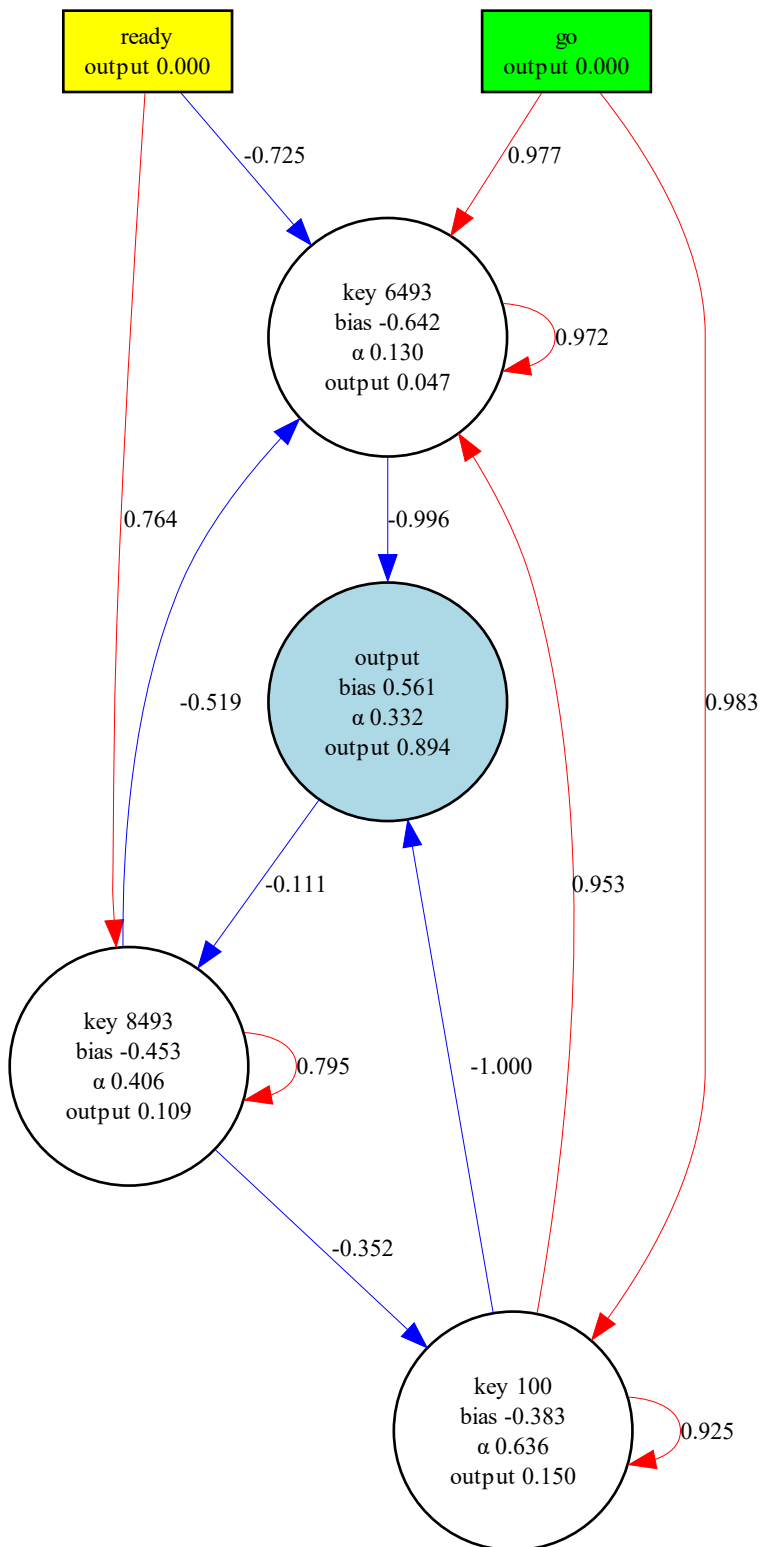 ready
output 0.000
go
output 0.000
-0.725
0.977
key 6493
bias -0.642
α 0.130
output 0.047
0.972
0.764
-0.996
-0.519
output
bias 0.561
α 0.332
output 0.894
0.983
-0.111
0.953
key 8493
bias -0.453
α 0.406
output 0.109
0.795
-1.000
-0.352
key 100
bias -0.383
α 0.636
output 0.150
0.925